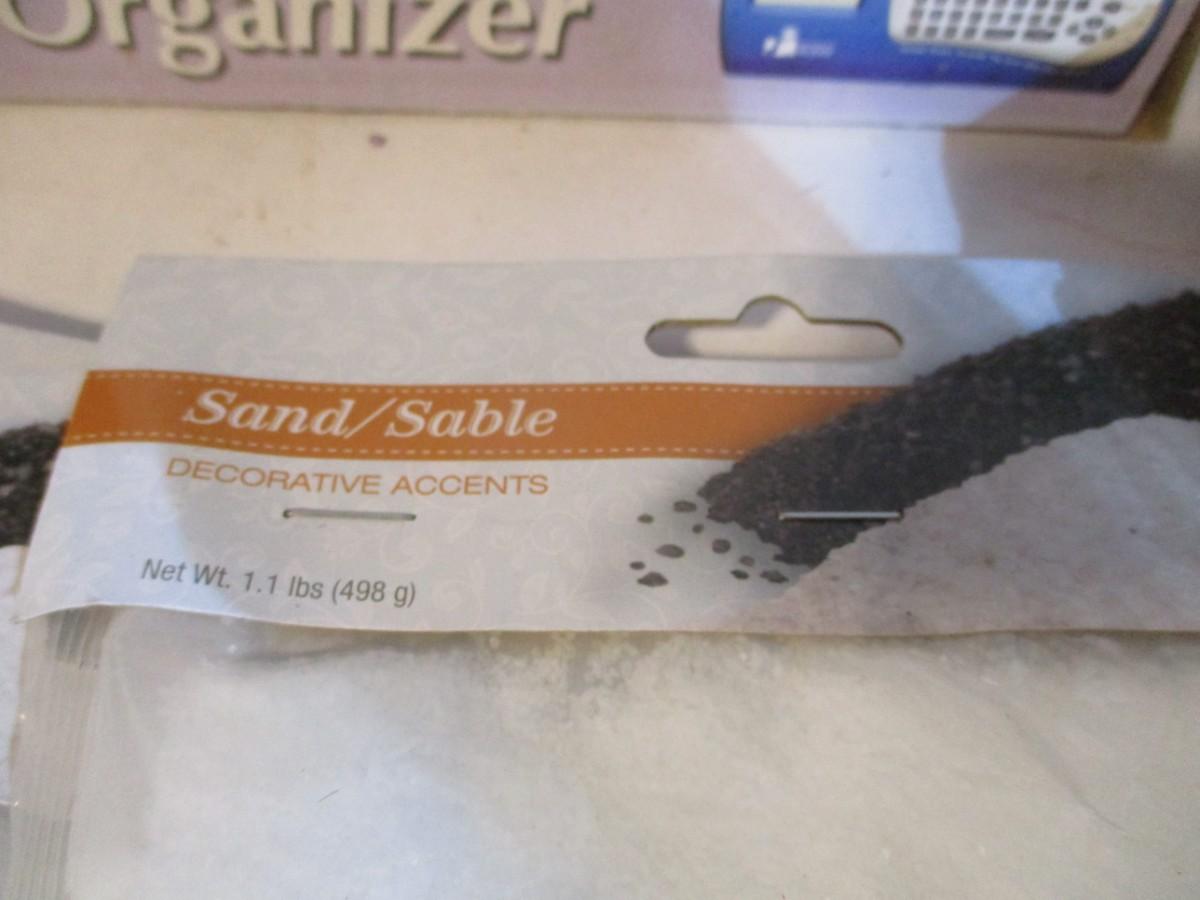 Organizer
Sand/Sable
DECORATIVE ACCENTS
Net Wt. 1.1 lbs (498 g)